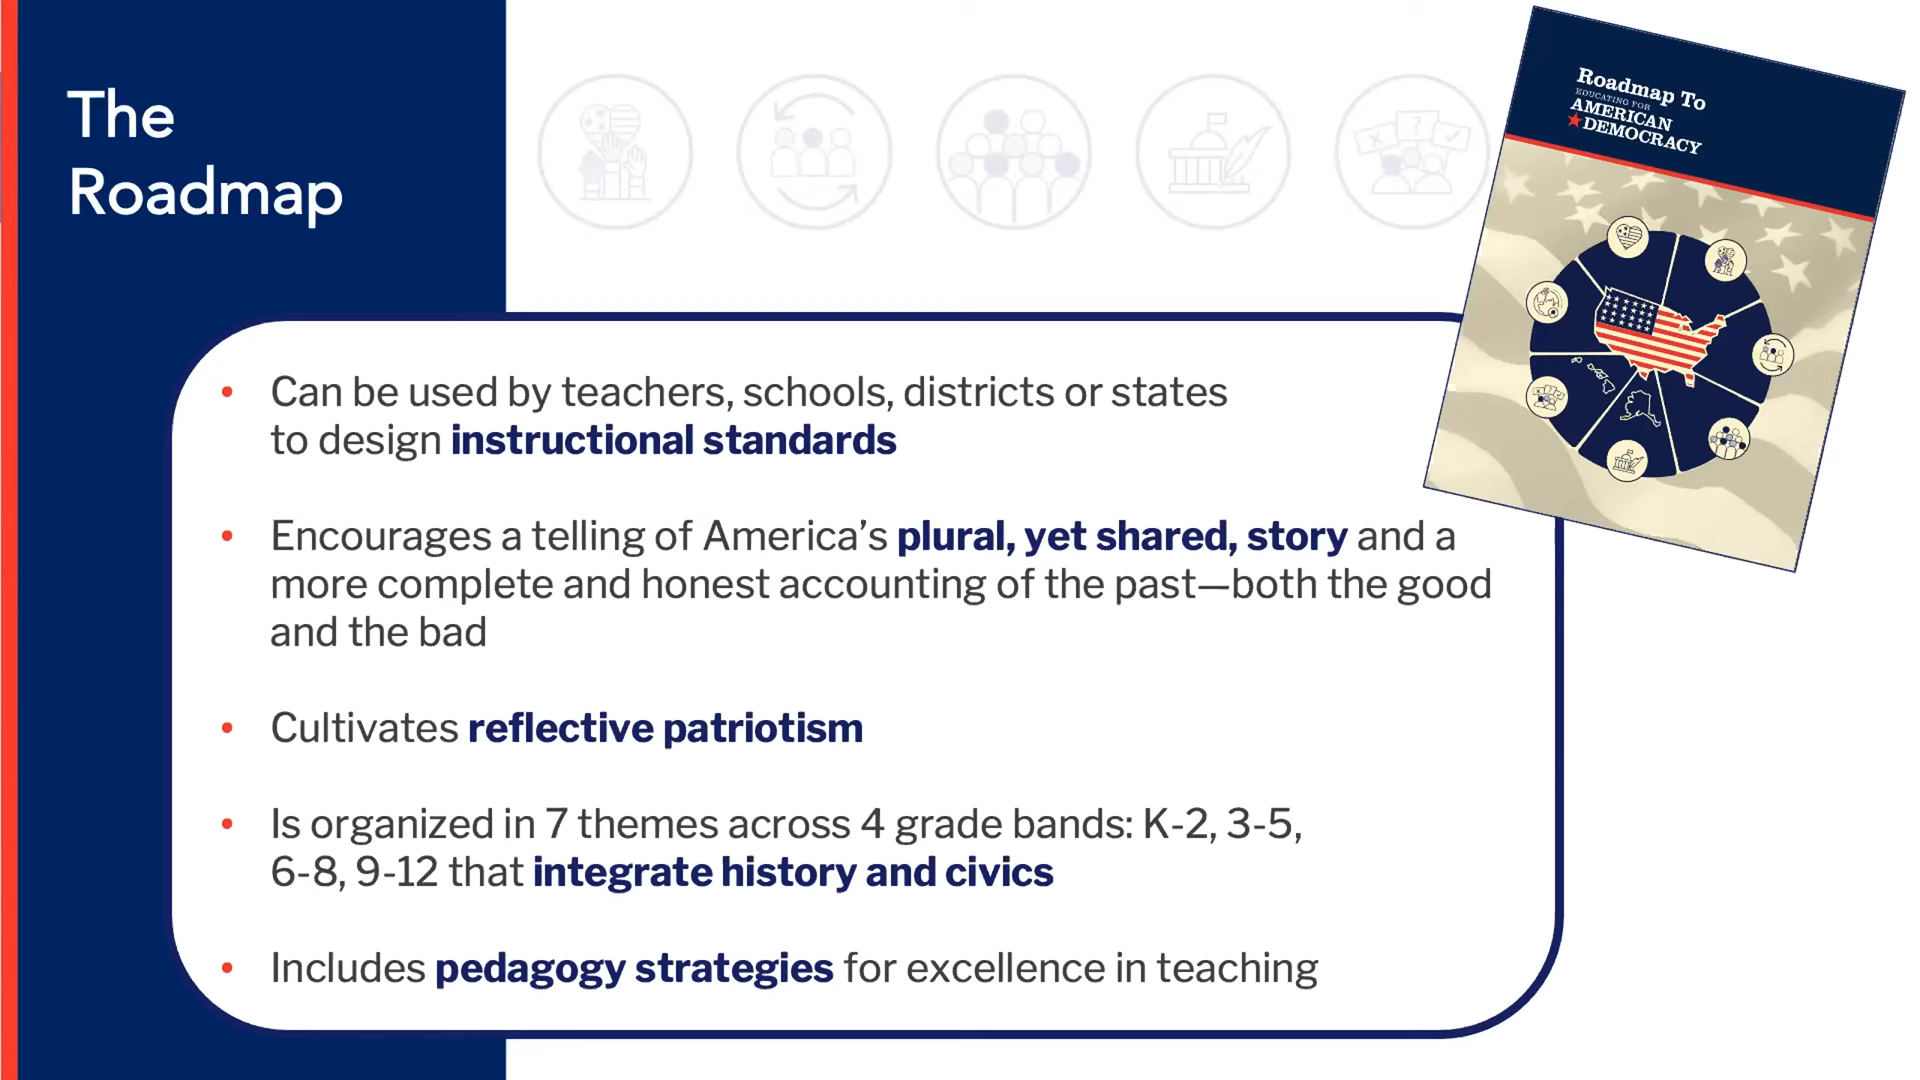 The
Roadmap
Roadmap To
EDUCATING FOR
AMERICAN
DEMOCRACY
• Can be used by teachers, schools, districts or states
to design instructional standards
• Encourages a telling of America’s plural, yet shared, story and a
more complete and honest accounting of the past—both the good
and the bad
• Cultivates reflective patriotism
• Is organized in 7 themes across 4 grade bands: K-2, 3-5,
6-8, 9-12 that integrate history and civics
• Includes pedagogy strategies for excellence in teaching